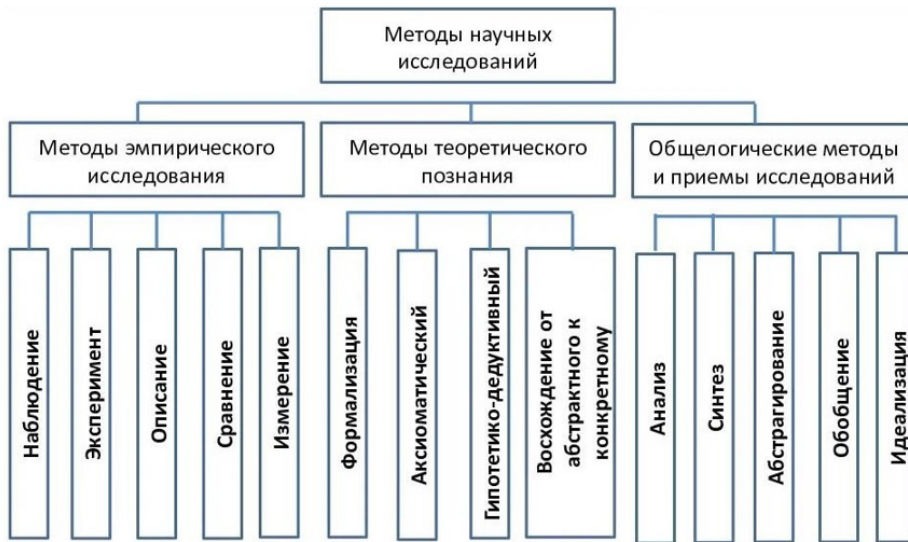 Методы научных
исследований
Методы эмпирического
исследования
Методы теоретического
познания
Общелогические методы
и приемы исследований
Наблюдение
Эксперимент
Описание
Сравнение
Измерение
Формализация
Аксиоматический
Гипотетико-дедуктивный
Восхождение от
абстрактного к
конкретному
Анализ
Синтез
Абстрагирование
Обобщение
Идеализация